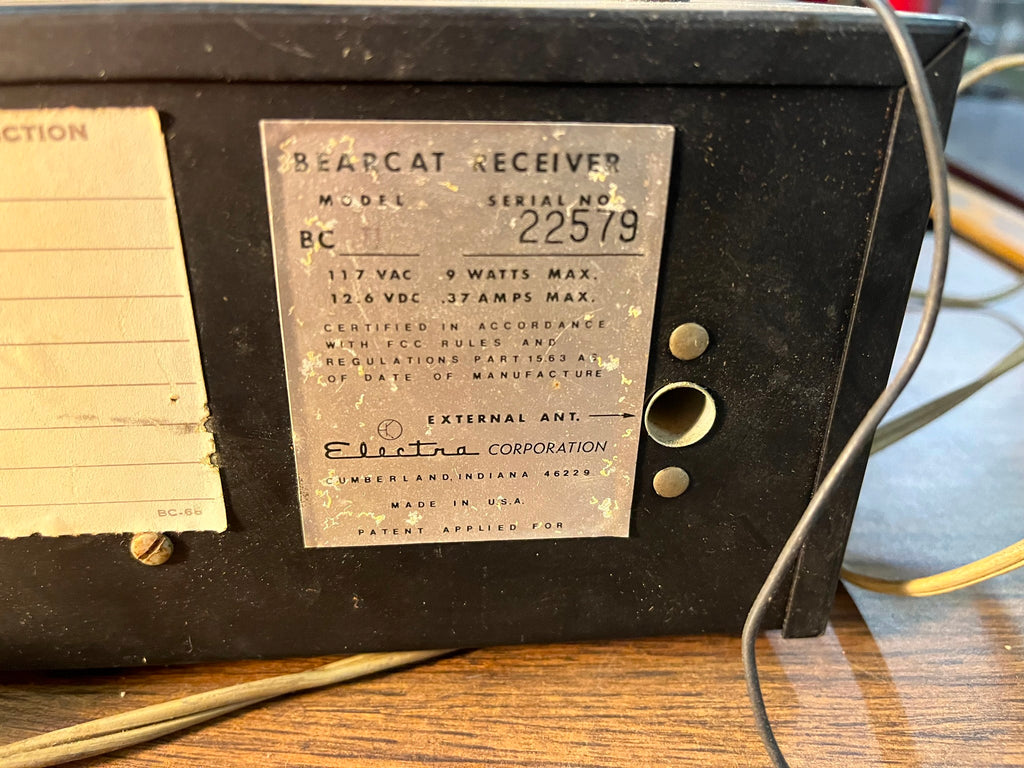 CTION
BC-66
BEARCAT RECEIVER
MODEL SERIAL NO.
BC 22579
117 VAC 9 WATTS MAX.
12.6 VDC .37 AMPS MAX.
CERTIFIED IN ACCORDANCE
WITH FCC RULES AND
REGULATIONS PART 15.63 AS
OF DATE OF MANUFACTURE
EXTERNAL ANT.
Electra CORPORATION
CUMBERLAND, INDIANA 46229
MADE IN U.S.A.
PATENT APPLIED FOR